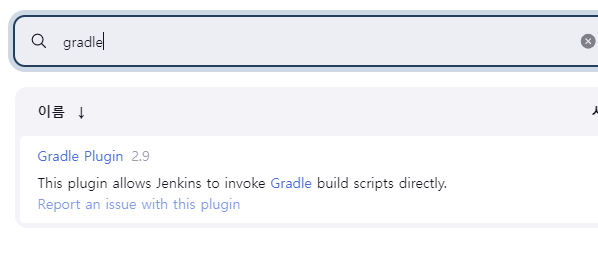 gradle
이름 ↓
Gradle Plugin 2.9
This plugin allows Jenkins to invoke Gradle build scripts directly.
Report an issue with this plugin